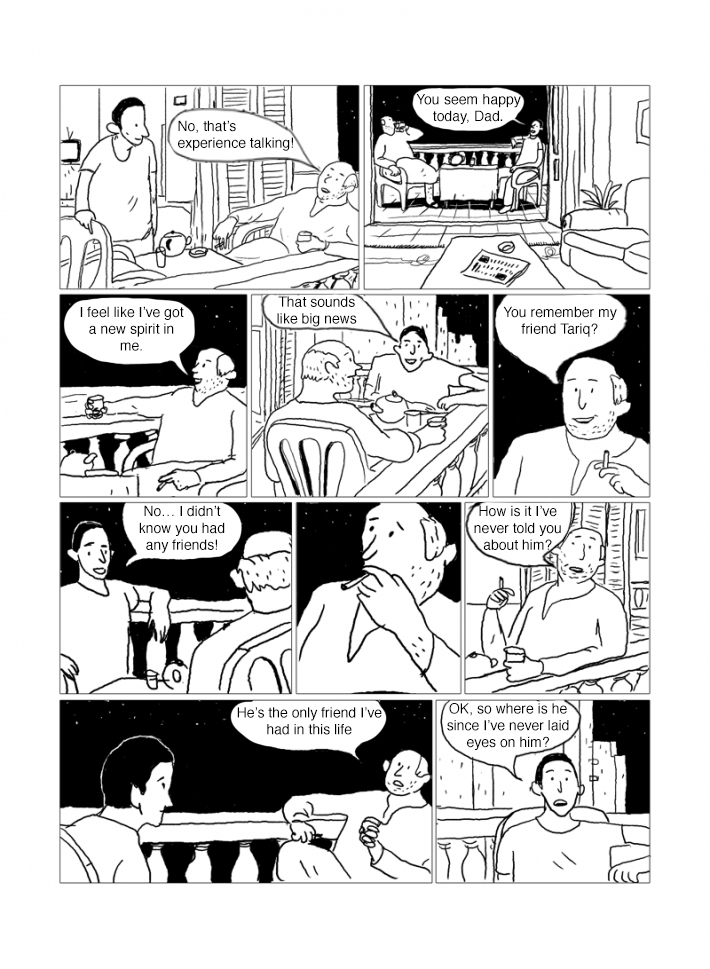 No, that's
experience talking!
You seem happy
today, Dad.
I feel like I've got
a new spirit in
me.
That sounds
like big news
You remember my
friend Tariq?
No... I didn't
know you had
any friends!
How is it I've
never told you
about him?
He's the only friend I've
had in this life
OK, so where is he
since I've never laid
eyes on him?